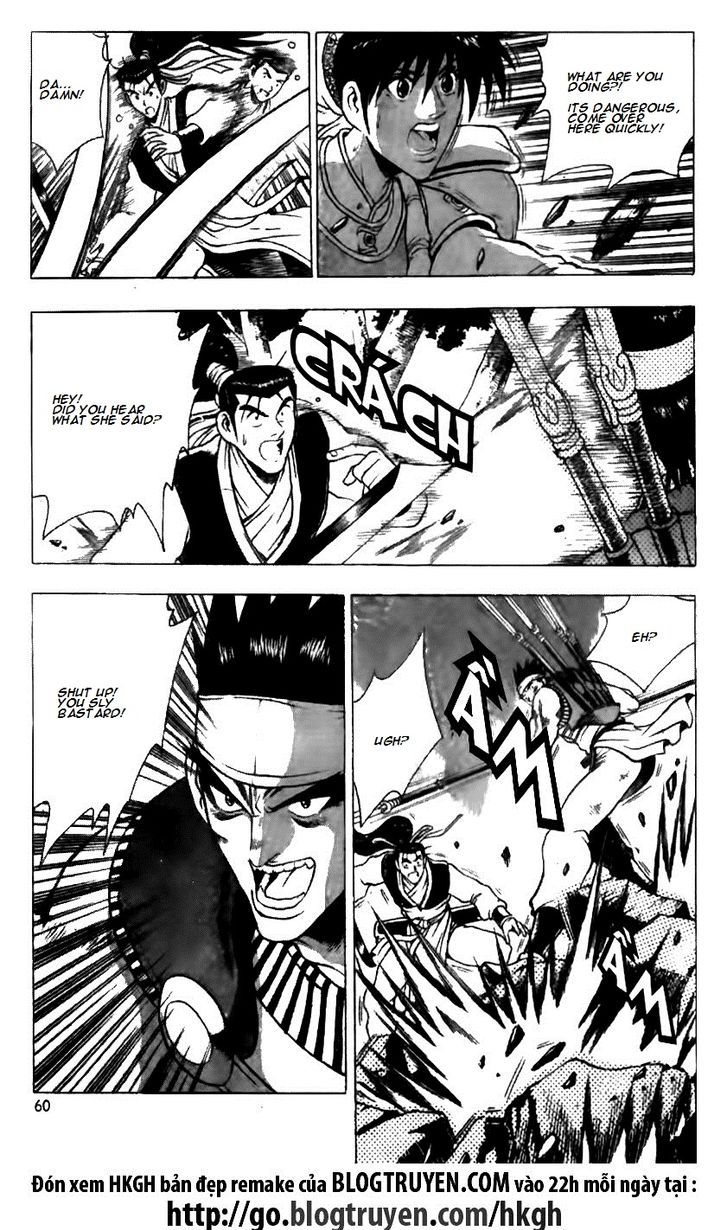 DA...
DAMN!
WHAT ARE YOU
DOING?!
ITS DANGEROUS,
COME OVER
HERE QUICKLY!
HEY!
DID YOU HEAR
WHAT SHE SAID?
CRÁCH
SHUT UP!
YOU SLY
BASTARD!
EH?
UGH?
ẦM
ẦM
60
Đón xem HKGH bản đẹp remake của BLOGTRUYEN.COM vào 22h mỗi ngày tại :
http://go.blogtruyen.com/hkgh